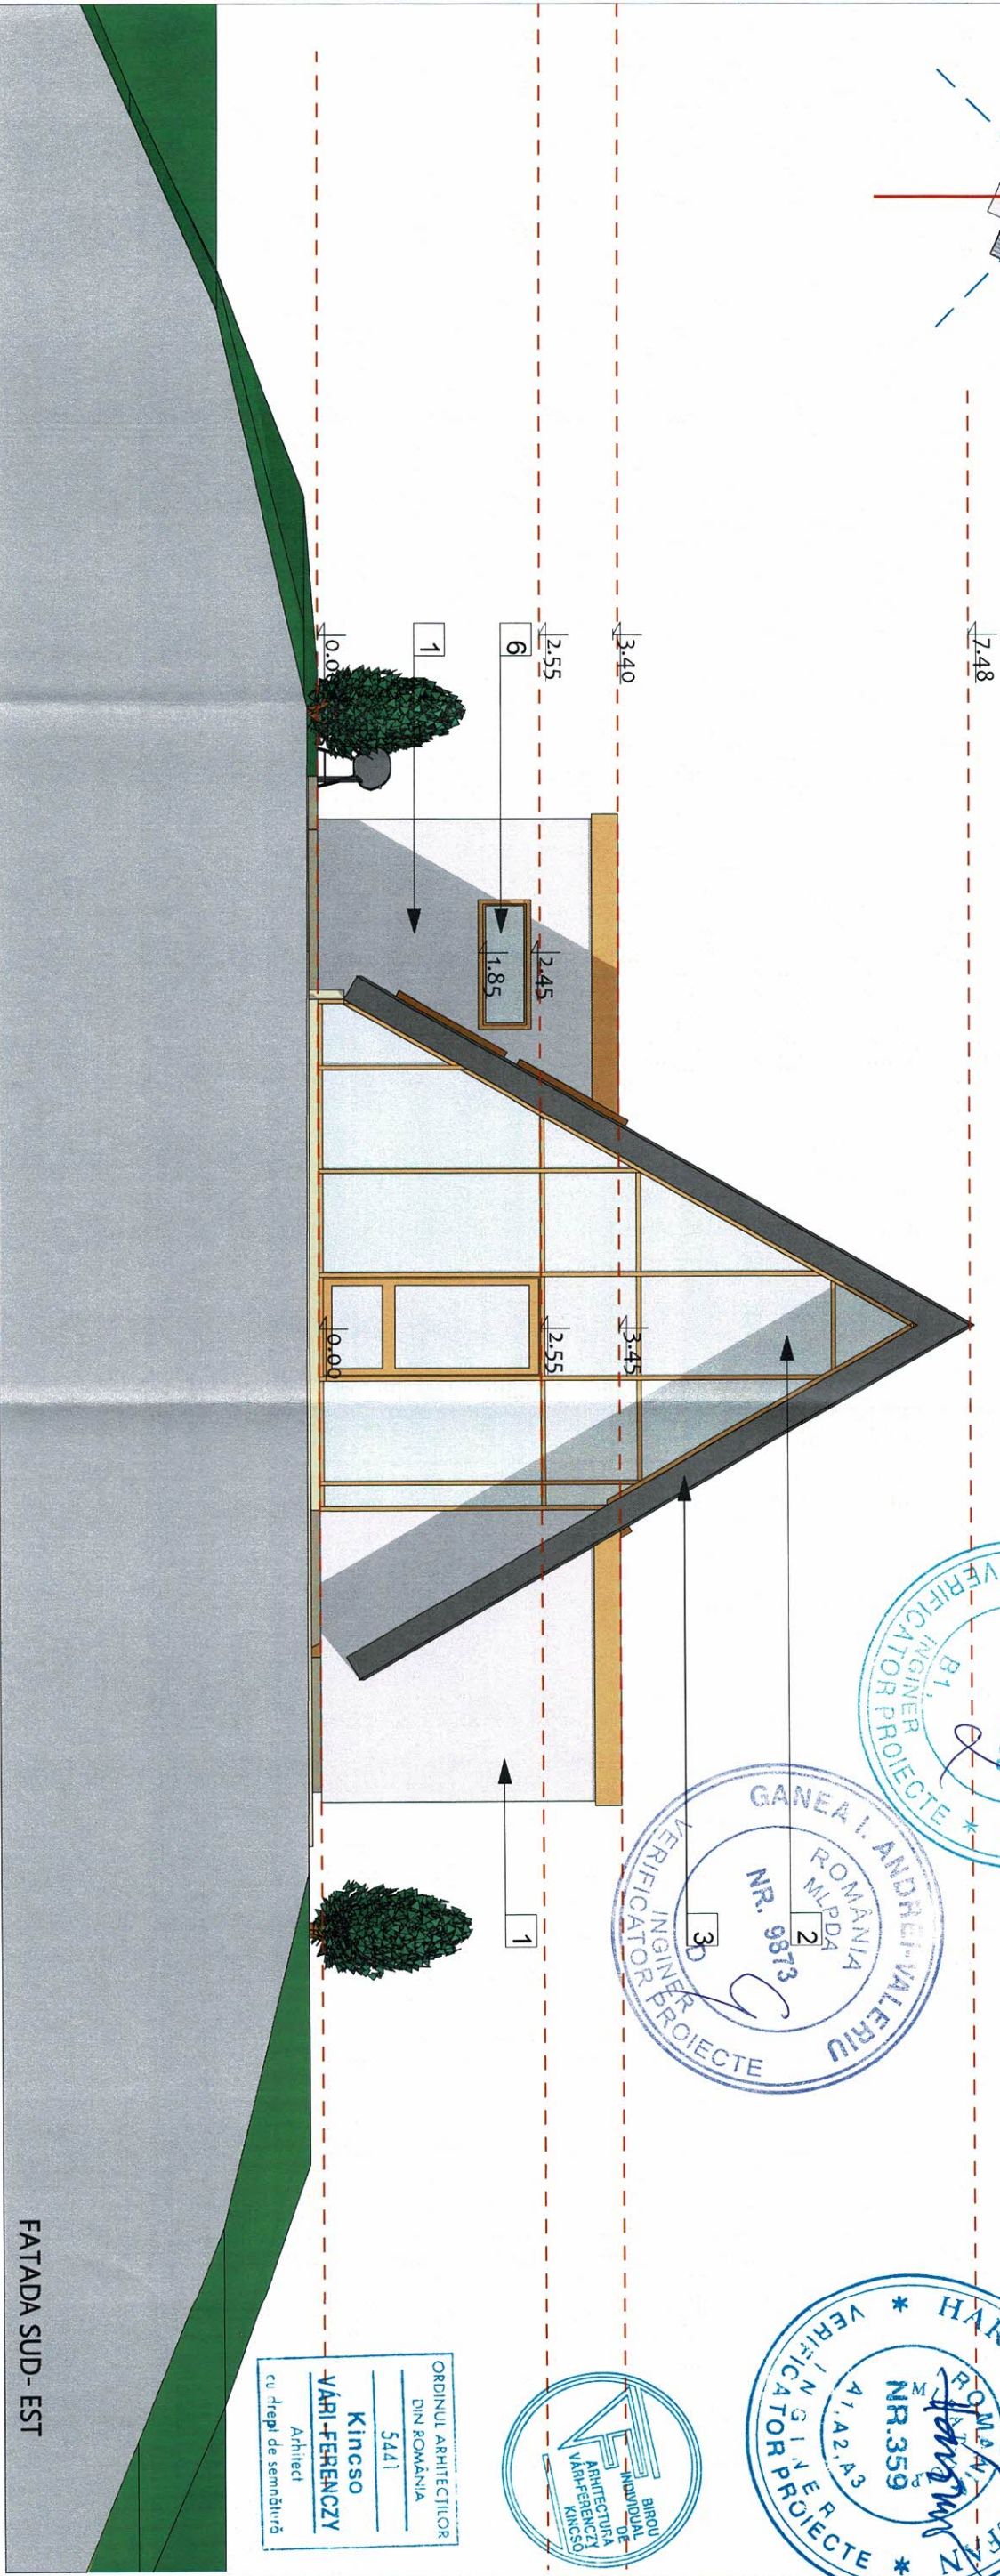 7.48
3.40
2.55
0.00
6
1
2.45
1.85
3.45
2.55
0.00
2
3
1
VERIFICATOR PROIECTE *
INGINER
B1,
GANEA I. ANDREI-VALERIU
ROMÂNIA
MLPDA
NR. 9873
INGINER
VERIFICATOR PROIECTE
NR.359
A1, A2, A3
INGINER
* VERIFICATOR PROIECTE *
BIROU
INDIVIDUAL
DE
ARHITECTURA
VÁRI-FERENCZY
KINCSŐ
ORDINUL ARHITECȚILOR
DIN ROMÂNIA
5441
Kincso
VÁRI-FERENCZY
Arhitect
cu drept de semnătură
FATADA SUD- EST